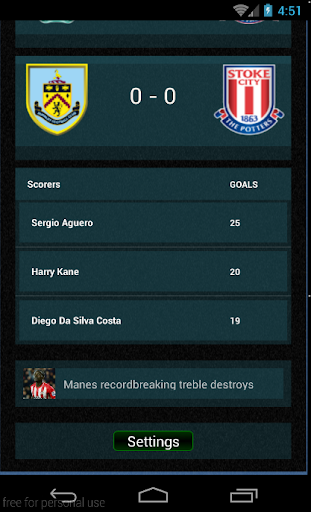 4:51
0 - 0
STOKE
CITY
1863
THE POTTERS
Scorers GOALS
Sergio Aguero 25
Harry Kane 20
Diego Da Silva Costa 19
Manes recordbreaking treble destroys
Settings
free for personal use